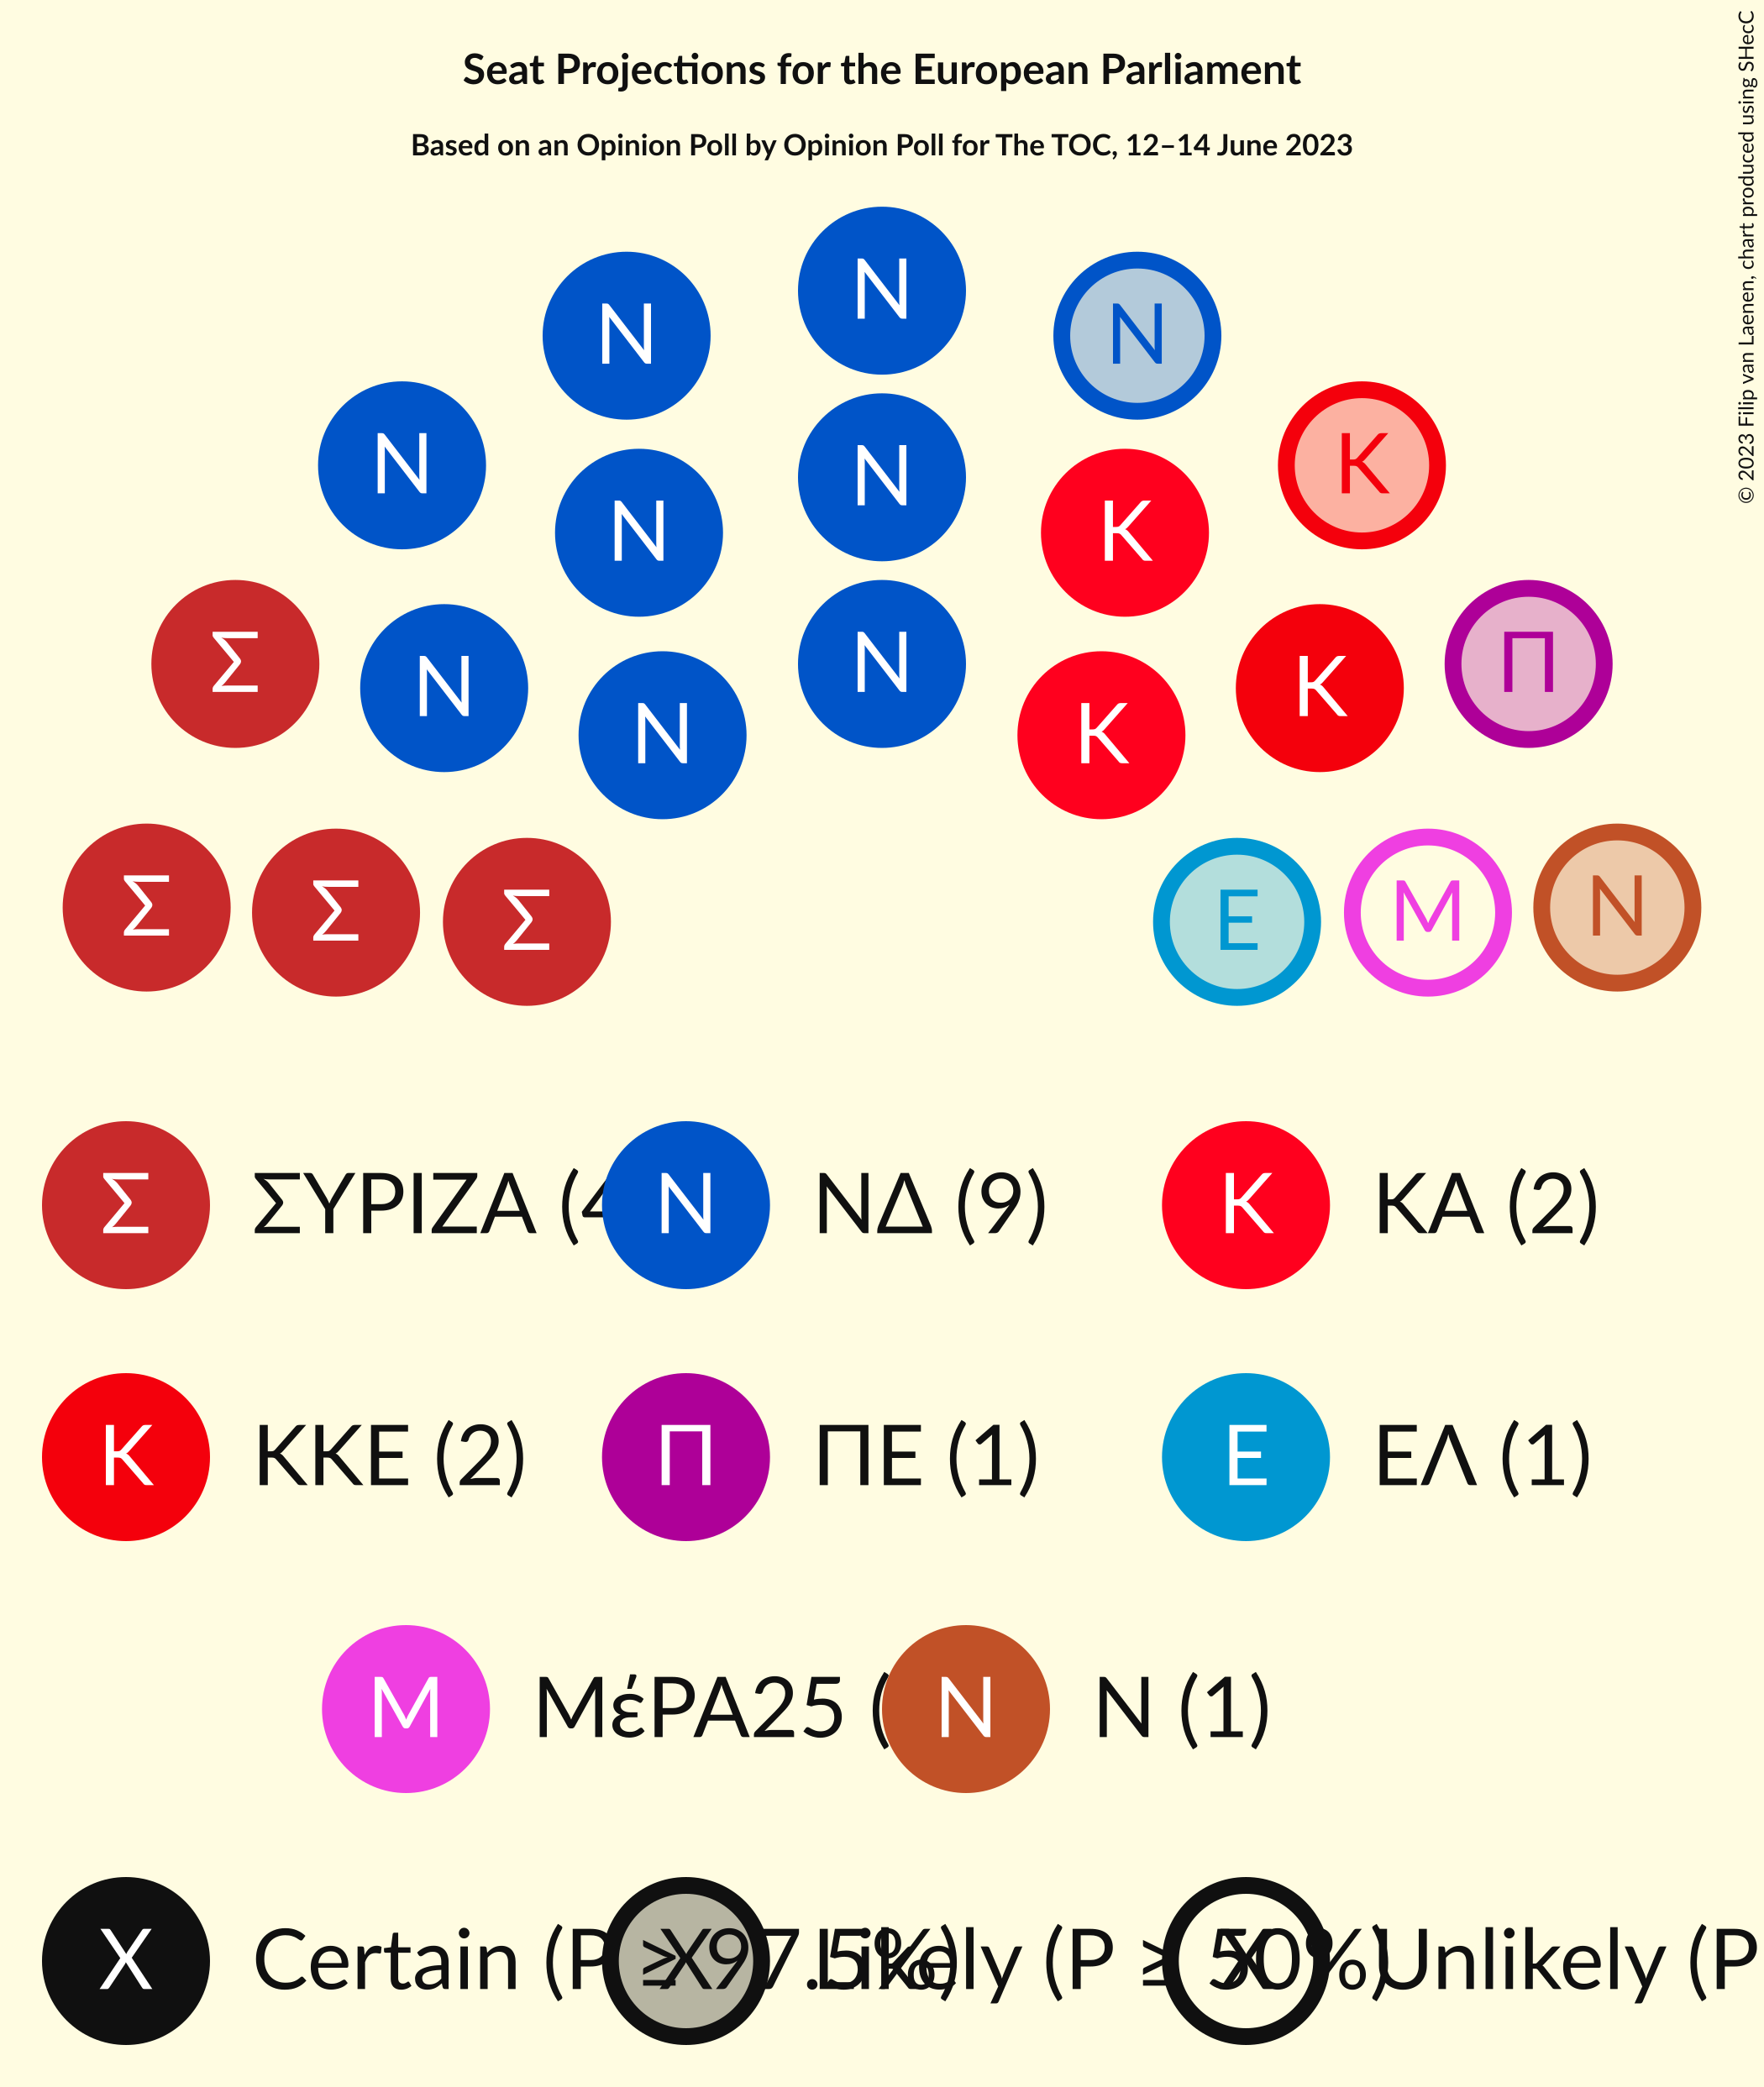 Seat Projections for the European Parliament
Based on an Opinion Poll by Opinion Poll for The TOC, 12–14 June 2023
© 2023 Filip van Laenen, chart produced using SHecC
N
N N
N K
N
N K
Σ Π
N K
N
N K
Σ N
Σ M
Σ E
Σ ΣΥΡΙΖΑ (4 N ΝΔ (9) K ΚΑ (2)
K ΚΚΕ (2) Π ΠΕ (1) E ΕΛ (1)
M ΜέΡΑ25 ( N Ν (1)
X Certain (P ≥ 97.5%) X Likely (P ≥ 50%) X Unlikely (P